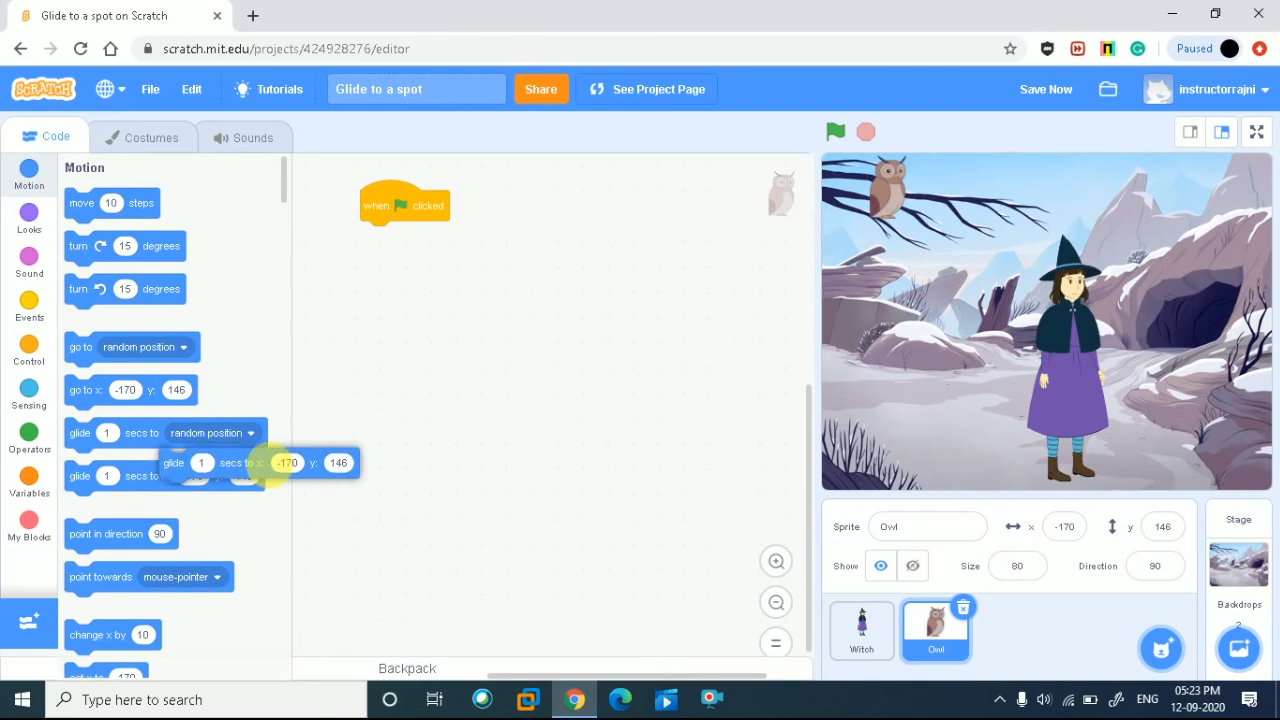 Glide to a spot on Scratch
scratch.mit.edu/projects/424928276/editor
Paused
SCRATCH
File
Edit
Tutorials
Glide to a spot
Share
See Project Page
Save Now
instructorrajni
Code
Costumes
Sounds
Motion
Looks
Sound
Events
Control
Sensing
Operators
Variables
My Blocks
Motion
move 10 steps
turn 15 degrees
turn 15 degrees
go to random position
go to x: -170 y: 146
glide 1 secs to random position
glide 1 secs to x: -170 y: 146
glide 1 secs to
point in direction 90
point towards mouse-pointer
change x by 10
when clicked
Backpack
Sprite Owl x -170 y 146
Show Size 80 Direction 90
Witch
Owl
Stage
Backdrops
2
Type here to search
ENG
05:23 PM
12-09-2020